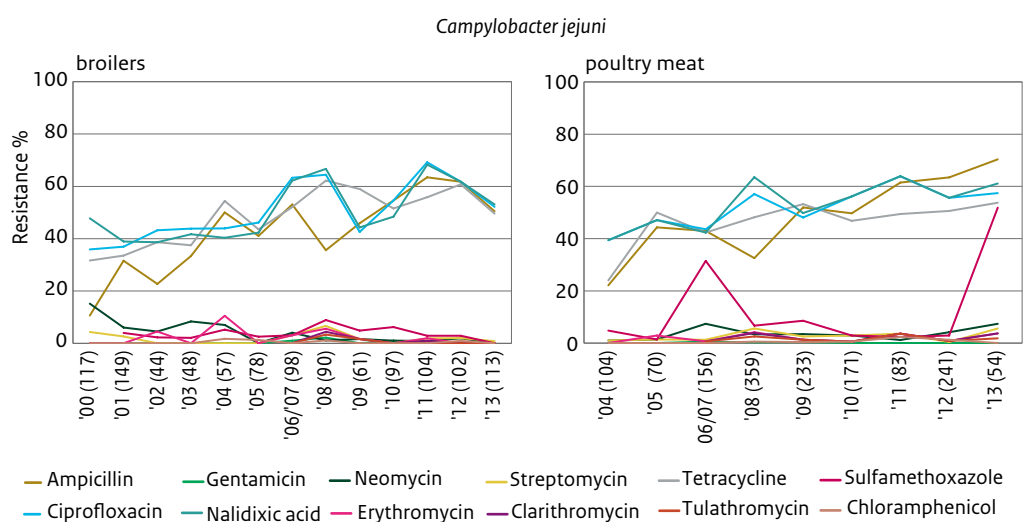 Campylobacter jejuni
broilers
poultry meat
Resistance %
100
80
60
40
20
0
100
80
60
40
20
0
'00 (117)
'01 (149)
'02 (44)
'03 (48)
'04 (57)
'05 (78)
'06/07 (98)
'08 (90)
'09 (61)
'10 (97)
'11 (104)
'12 (102)
'13 (113)
'04 (104)
'05 (70)
06/07 (156)
'08 (359)
'09 (233)
'10 (171)
'11 (83)
'12 (241)
'13 (54)
Ampicillin
Gentamicin
Neomycin
Streptomycin
Tetracycline
Sulfamethoxazole
Ciprofloxacin
Nalidixic acid
Erythromycin
Clarithromycin
Tulathromycin
Chloramphenicol